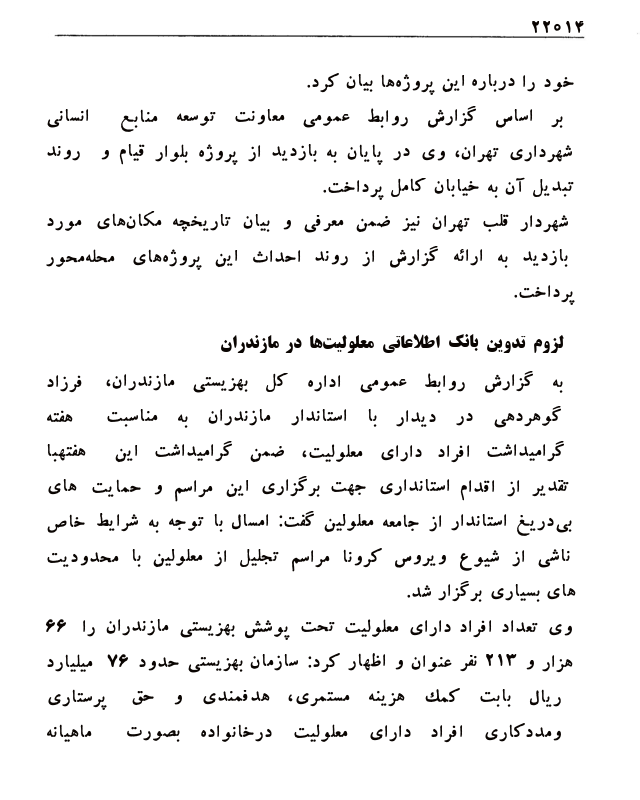 ۲۲۰۱۴
خود را درباره این پروژه‌ها بیان کرد.
بر اساس گزارش روابط عمومی معاونت توسعه منابع انسانی
شهرداری تهران، وی در پایان به بازدید از پروژه بلوار قیام و روند
تبدیل آن به خیابان کامل پرداخت.
شهردار قلب تهران نیز ضمن معرفی و بیان تاریخچه مکان‌های مورد
بازدید به ارائه گزارش از روند احداث این پروژه‌های محله‌محور
پرداخت.
لزوم تدوین بانک اطلاعاتی معلولیت‌ها در مازندران
به گزارش روابط عمومی اداره کل بهزیستی مازندران، فرزاد
گوهردهی در دیدار با استاندار مازندران به مناسبت هفته
گرامیداشت افراد دارای معلولیت، ضمن گرامیداشت این هفتهبا
تقدیر از اقدام استانداری جهت برگزاری این مراسم و حمایت های
بی‌دریغ استاندار از جامعه معلولین گفت: امسال با توجه به شرایط خاص
ناشی از شیوع ویروس کرونا مراسم تجلیل از معلولین با محدودیت
های بسیاری برگزار شد.
وی تعداد افراد دارای معلولیت تحت پوشش بهزیستی مازندران را ۶۶
هزار و ۲۱۳ نفر عنوان و اظهار کرد: سازمان بهزیستی حدود ۷۶ میلیارد
ریال بابت کمك هزینه مستمری، هدفمندی و حق پرستاری
ومددکاری افراد دارای معلولیت درخانواده بصورت ماهیانه